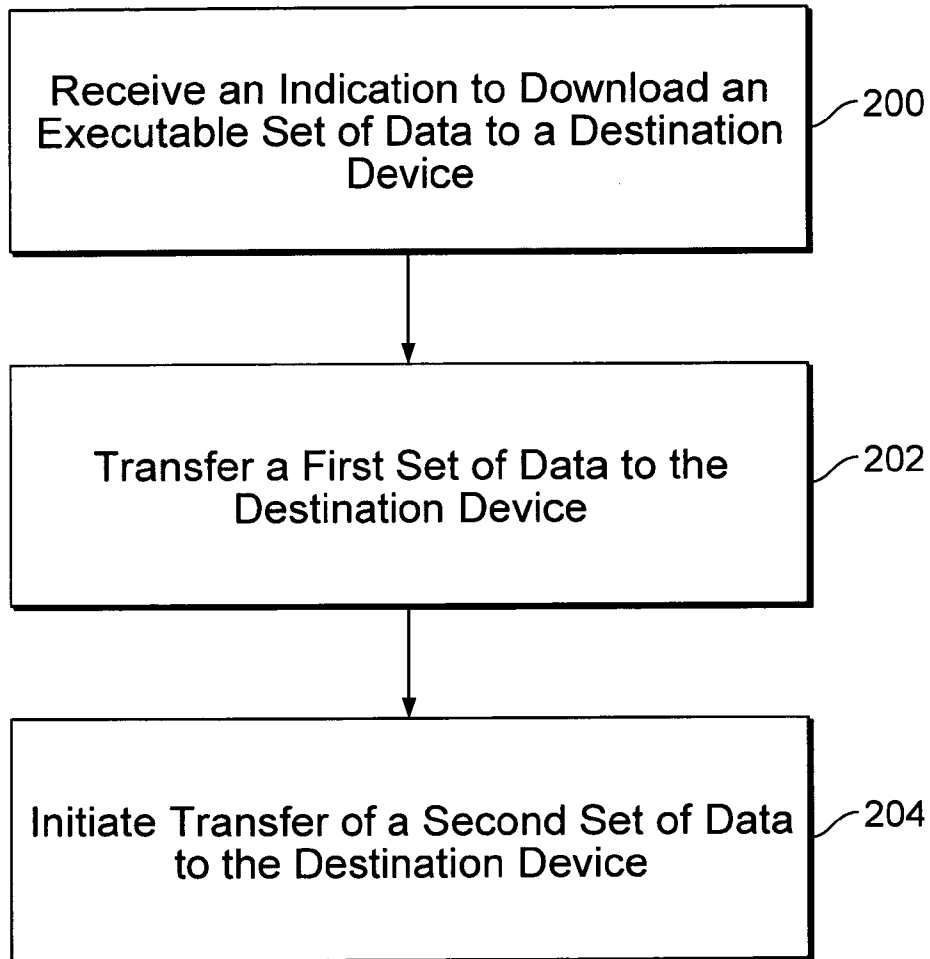 Receive an Indication to Download an
Executable Set of Data to a Destination
Device
200
Transfer a First Set of Data to the
Destination Device
202
Initiate Transfer of a Second Set of Data
to the Destination Device
204